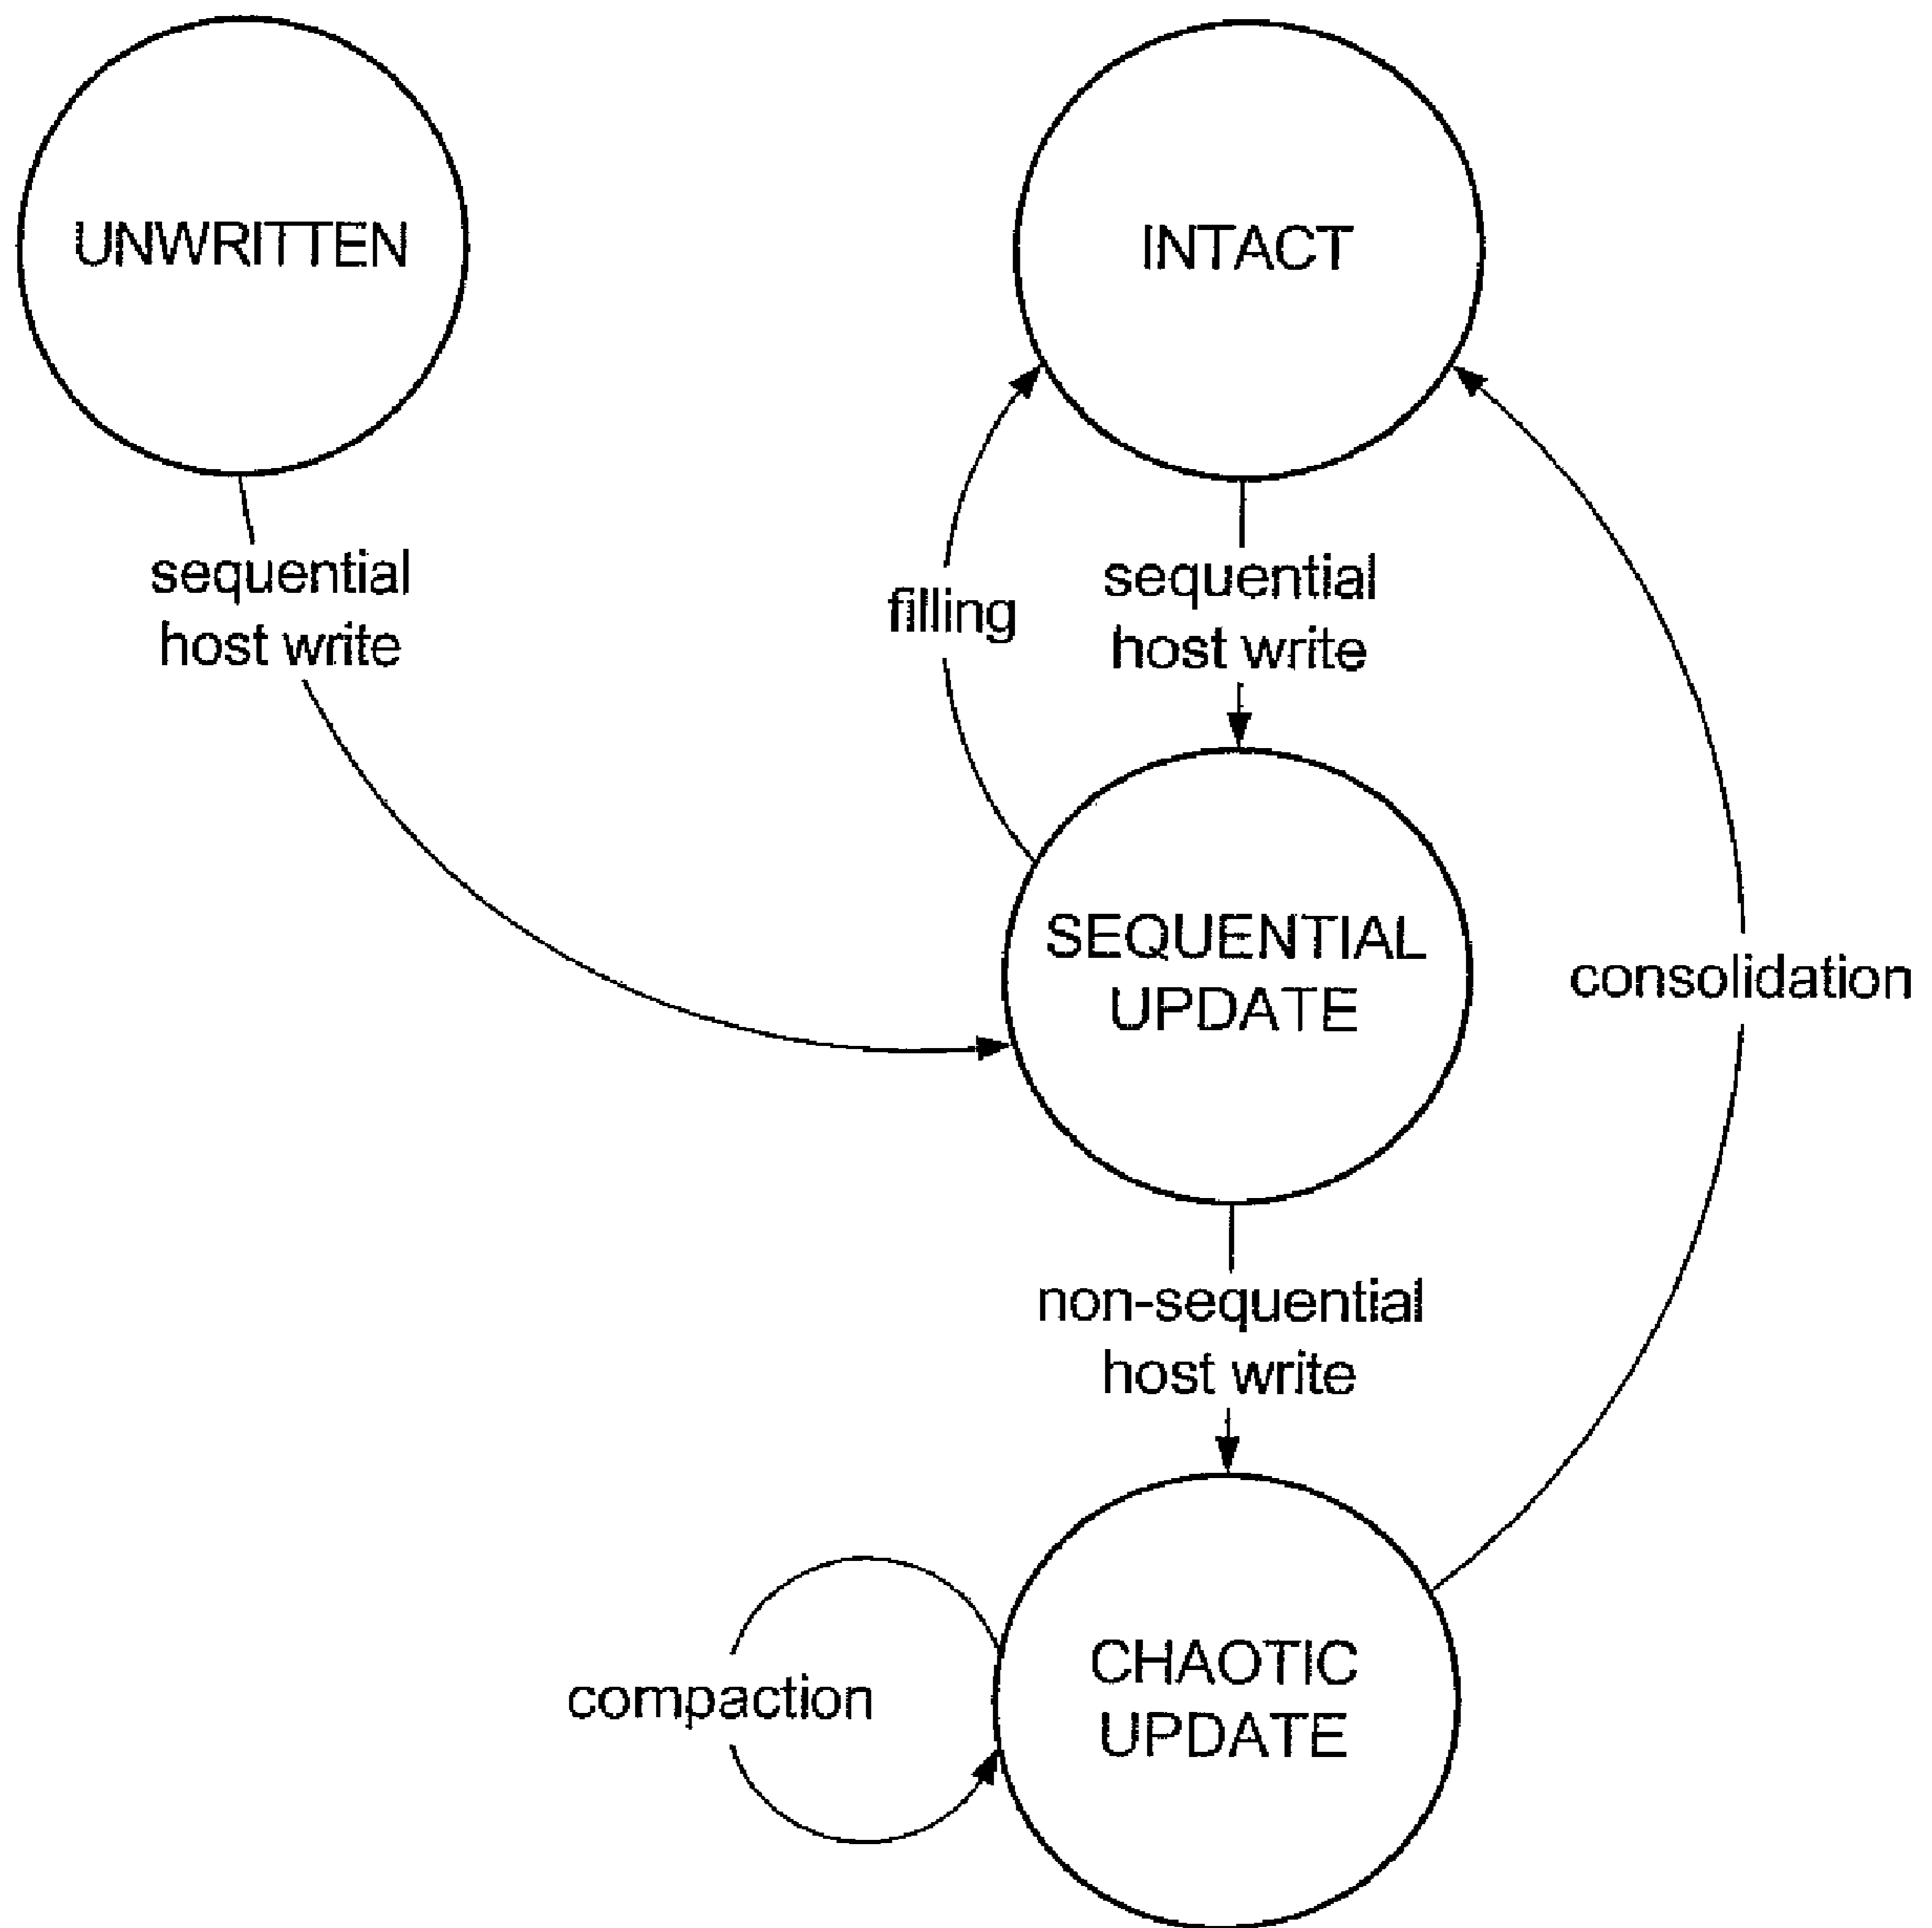 UNWRITTEN
INTACT
sequential
host write
filling
sequential
host write
SEQUENTIAL
UPDATE
consolidation
non-sequential
host write
compaction
CHAOTIC
UPDATE